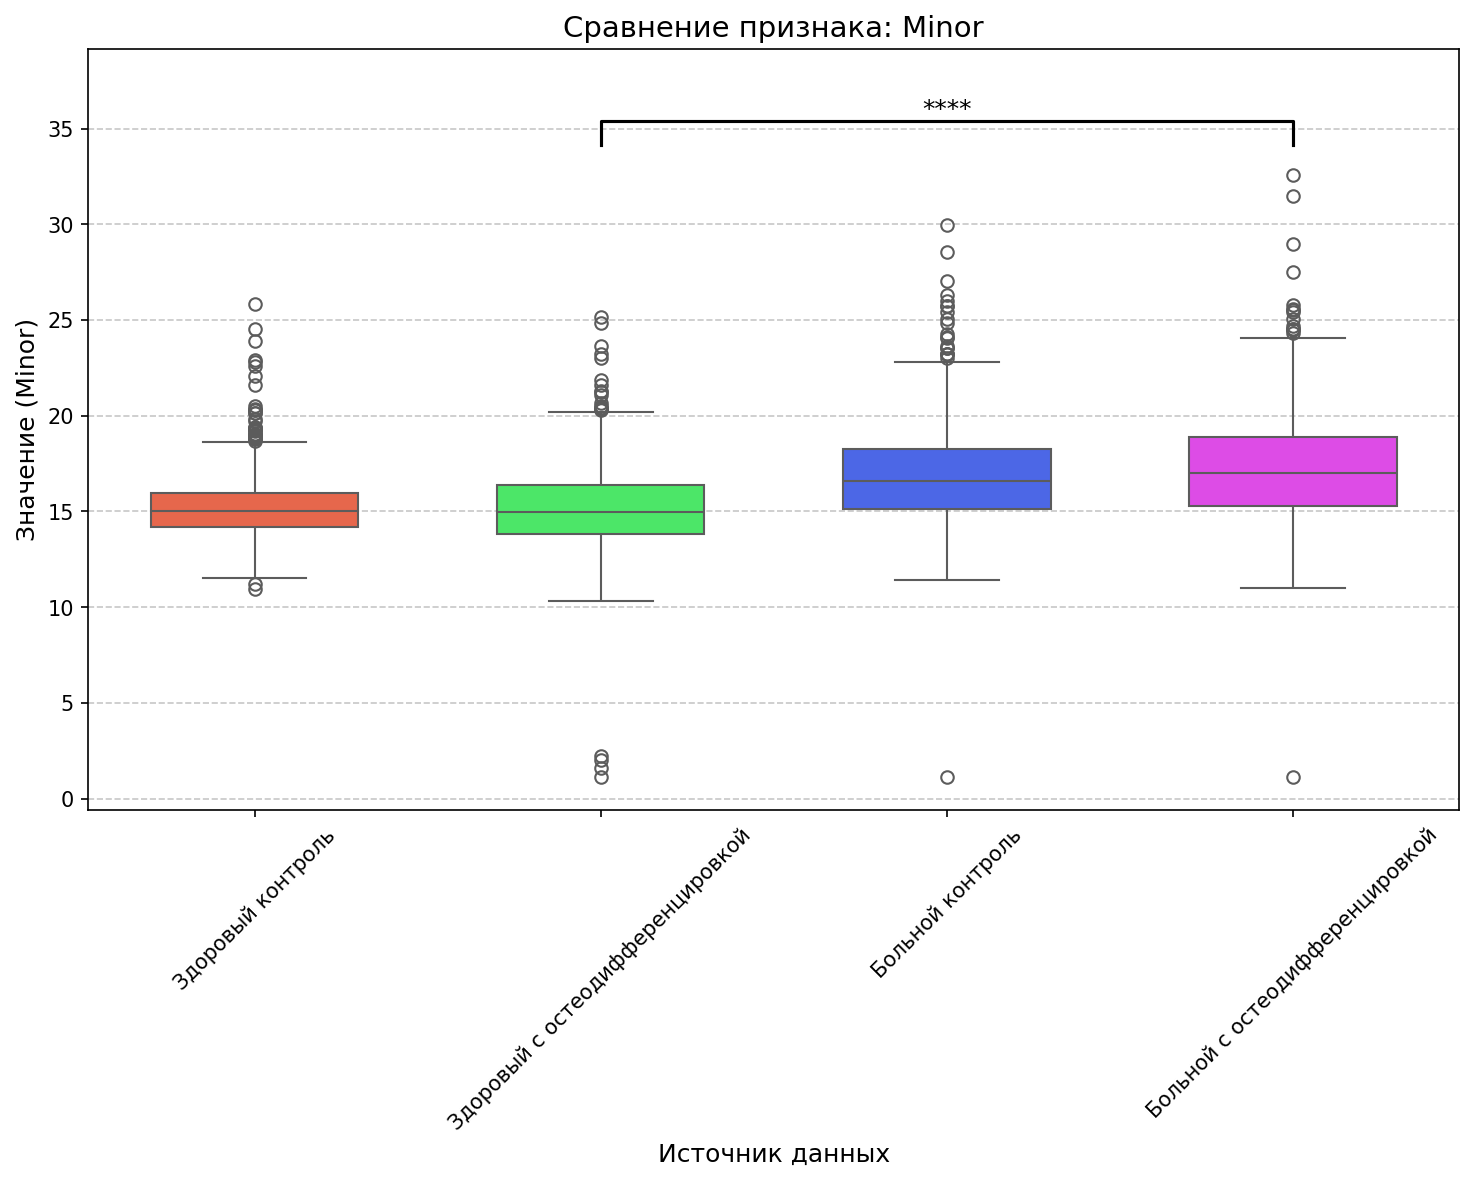 Сравнение признака: Minor
****
35
30
25
20
15
10
5
0
Значение (Minor)
Здоровый контроль
Здоровый с остеодифференцировкой
Больной контроль
Больной с остеодифференцировкой
Источник данных